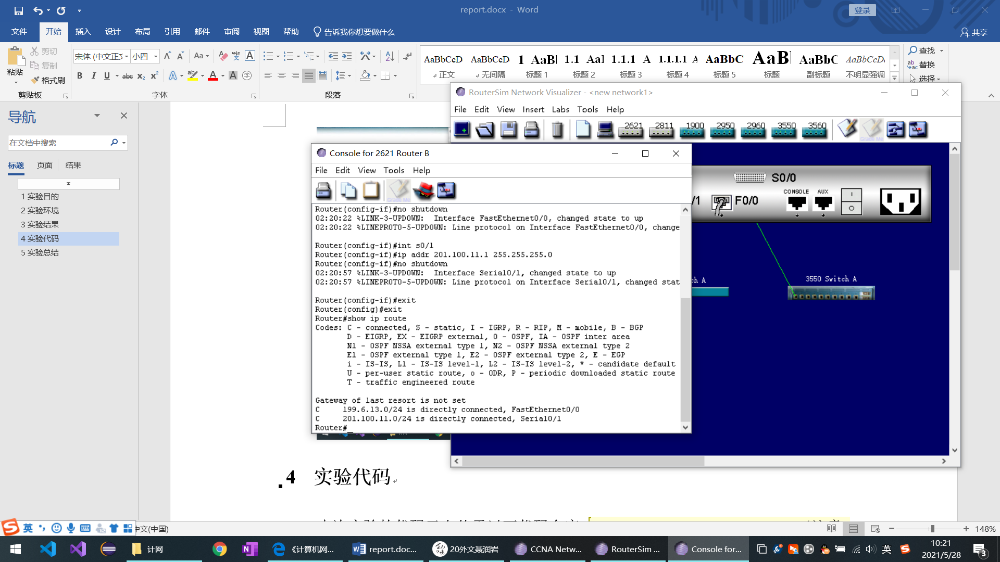 report.docx - Word
登录
文件 开始 插入 设计 布局 引用 邮件 审阅 视图 帮助 告诉我你想要做什么 共享
粘贴 剪切 复制 格式刷
宋体 (中文正文 小四
AaBbCcD AaBbCcD 1 AaBl 1.1 Aal 1.1.1 A 1.1.1.1 A AaBbC AaBl AaBbC AaBbCcD
正文 无间隔 标题 1 标题 2 标题 3 标题 4 标题 5 标题 副标题 不明显强调
查找
替换
选择
剪贴板 字体 段落
导航
在文档中搜索
标题 页面 结果
1 实验目的
2 实验环境
3 实验结果
4 实验代码
5 实验总结
RouterSim Network Visualizer - <new network1>
File Edit View Insert Labs Tools Help
2621 2811 1900 2950 2960 3550 3560
Grade Me
S0/0
/1 F0/0 CONSOLE AUX
ch A
3550 Switch A
Console for 2621 Router B
File Edit View Tools Help
Grade Me
Router(config-if)#no shutdown
02:20:22 %LINK-3-UPDOWN: Interface FastEthernet0/0, changed state to up
02:20:22 %LINEPROTO-5-UPDOWN: Line protocol on Interface FastEthernet0/0, change
Router(config-if)#int s0/1
Router(config-if)#ip addr 201.100.11.1 255.255.255.0
Router(config-if)#no shutdown
02:20:57 %LINK-3-UPDOWN: Interface Serial0/1, changed state to up
02:20:57 %LINEPROTO-5-UPDOWN: Line protocol on Interface Serial0/1, changed stat
Router(config-if)#exit
Router(config)#exit
Router#show ip route
Codes: C - connected, S - static, I - IGRP, R - RIP, M - mobile, B - BGP
D - EIGRP, EX - EIGRP external, O - OSPF, IA - OSPF inter area
N1 - OSPF NSSA external type 1, N2 - OSPF NSSA external type 2
E1 - OSPF external type 1, E2 - OSPF external type 2, E - EGP
i - IS-IS, L1 - IS-IS level-1, L2 - IS-IS level-2, * - candidate default
U - per-user static route, o - ODR, P - periodic downloaded static route
T - traffic engineered route
Gateway of last resort is not set
C 199.6.13.0/24 is directly connected, FastEthernet0/0
C 201.100.11.0/24 is directly connected, Serial0/1
Router#_
4 实验代码
英 中文(中国) 148%
计网 《计算机网... report.doc... 20外文聂润岩 CCNA Netw... RouterSim ... Console for... 英
10:21
2021/5/28
3